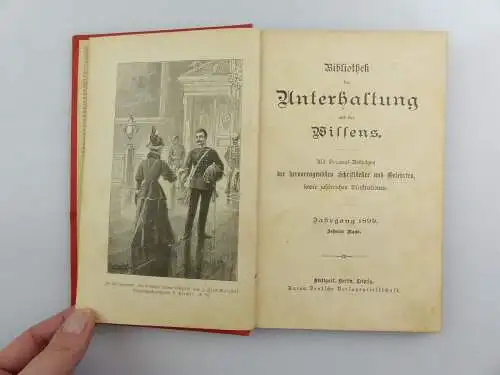 Bibliothek
der
Unterhaltung
und des
Wissens.
Mit Original-Beiträgen
der hervorragendsten Schriftsteller und Gelehrten,
sowie zahlreichen Illustrationen.
Jahrgang 1899.
Zehnter Band.
Stuttgart, Berlin, Leipzig.
Union Deutsche Verlagsgesellschaft.